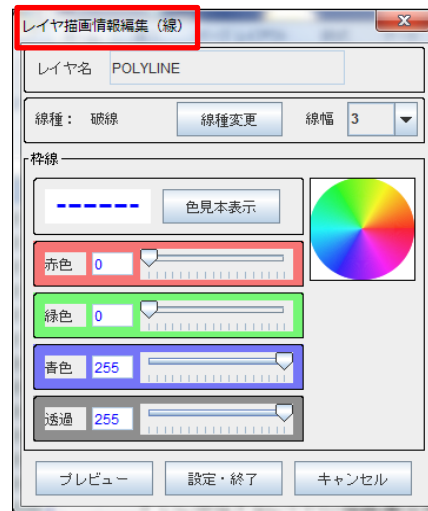 レイヤ描画情報編集（線）
レイヤ名 POLYLINE
線種： 破線 線種変更 線幅 3
枠線
色見本表示
赤色 0
緑色 0
青色 255
透過 255
プレビュー 設定・終了 キャンセル